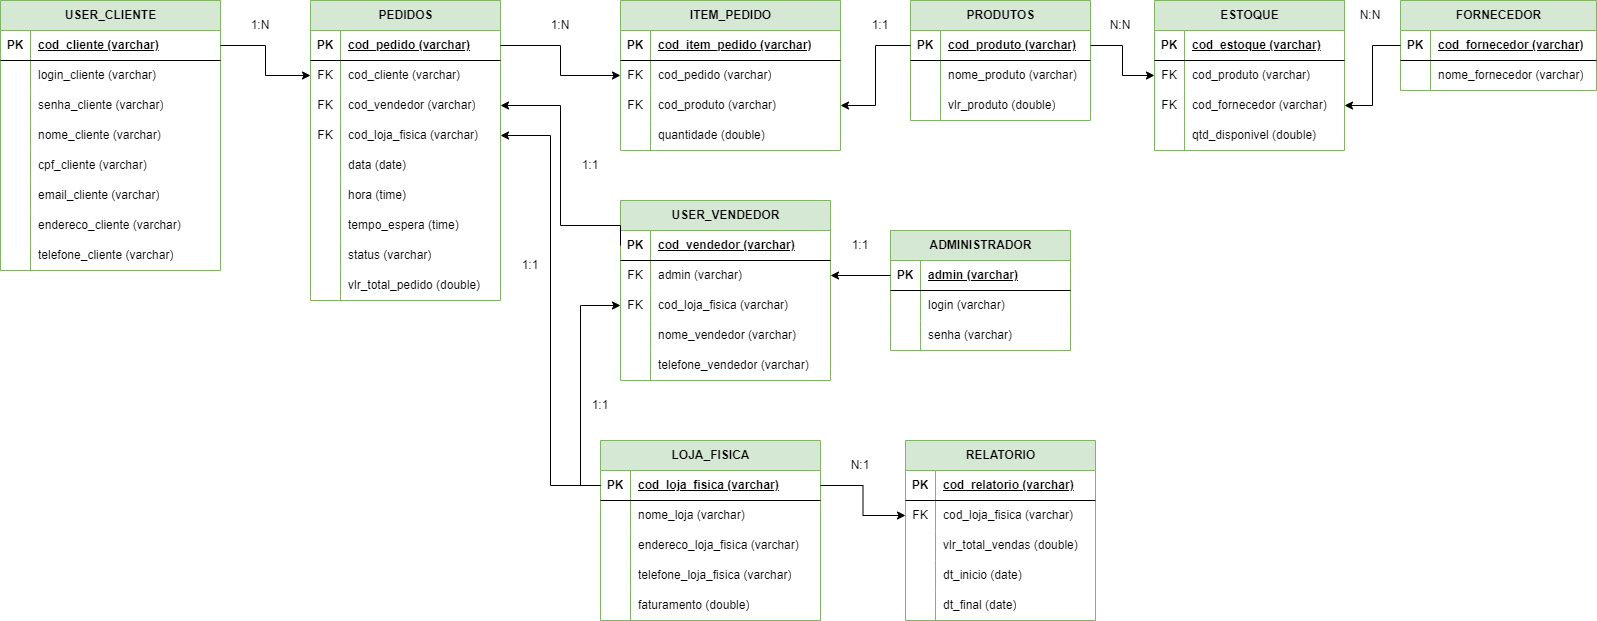 USER_CLIENTE
PK cod_cliente (varchar)
login_cliente (varchar)
senha_cliente (varchar)
nome_cliente (varchar)
cpf_cliente (varchar)
email_cliente (varchar)
endereco_cliente (varchar)
telefone_cliente (varchar)
1:N
PEDIDOS
PK cod_pedido (varchar)
FK cod_cliente (varchar)
FK cod_vendedor (varchar)
FK cod_loja_fisica (varchar)
data (date)
hora (time)
tempo_espera (time)
status (varchar)
vlr_total_pedido (double)
1:N
ITEM_PEDIDO
PK cod_item_pedido (varchar)
FK cod_pedido (varchar)
FK cod_produto (varchar)
quantidade (double)
1:1
PRODUTOS
PK cod_produto (varchar)
nome_produto (varchar)
vlr_produto (double)
N:N
ESTOQUE
PK cod_estoque (varchar)
FK cod_produto (varchar)
FK cod_fornecedor (varchar)
qtd_disponivel (double)
N:N
FORNECEDOR
PK cod_fornecedor (varchar)
nome_fornecedor (varchar)
1:1
USER_VENDEDOR
PK cod_vendedor (varchar)
FK admin (varchar)
FK cod_loja_fisica (varchar)
nome_vendedor (varchar)
telefone_vendedor (varchar)
1:1
ADMINISTRADOR
PK admin (varchar)
login (varchar)
senha (varchar)
1:1
1:1
LOJA_FISICA
PK cod_loja_fisica (varchar)
nome_loja (varchar)
endereco_loja_fisica (varchar)
telefone_loja_fisica (varchar)
faturamento (double)
N:1
RELATORIO
PK cod_relatorio (varchar)
FK cod_loja_fisica (varchar)
vlr_total_vendas (double)
dt_inicio (date)
dt_final (date)